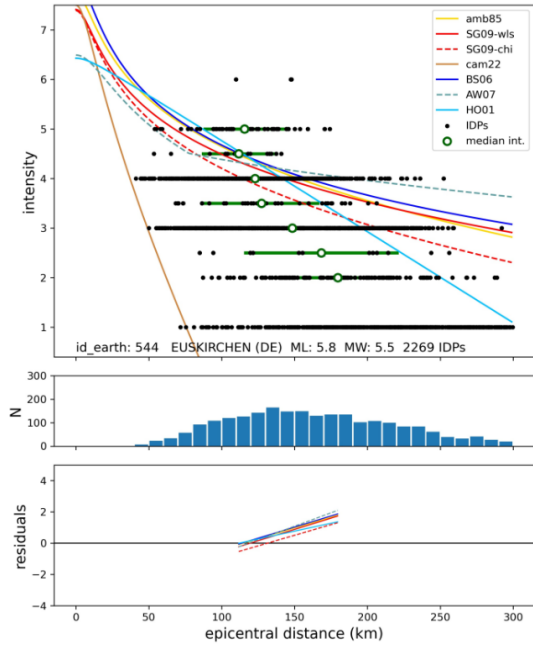 7
6
5
4
3
2
1
intensity
amb85
SG09-wls
SG09-chi
cam22
BS06
AW07
HO01
IDPs
median int.
id_earth: 544 EUSKIRCHEN (DE) ML: 5.8 MW: 5.5 2269 IDPs
300
200
100
0
N
4
2
0
−2
−4
residuals
0 50 100 150 200 250 300
epicentral distance (km)